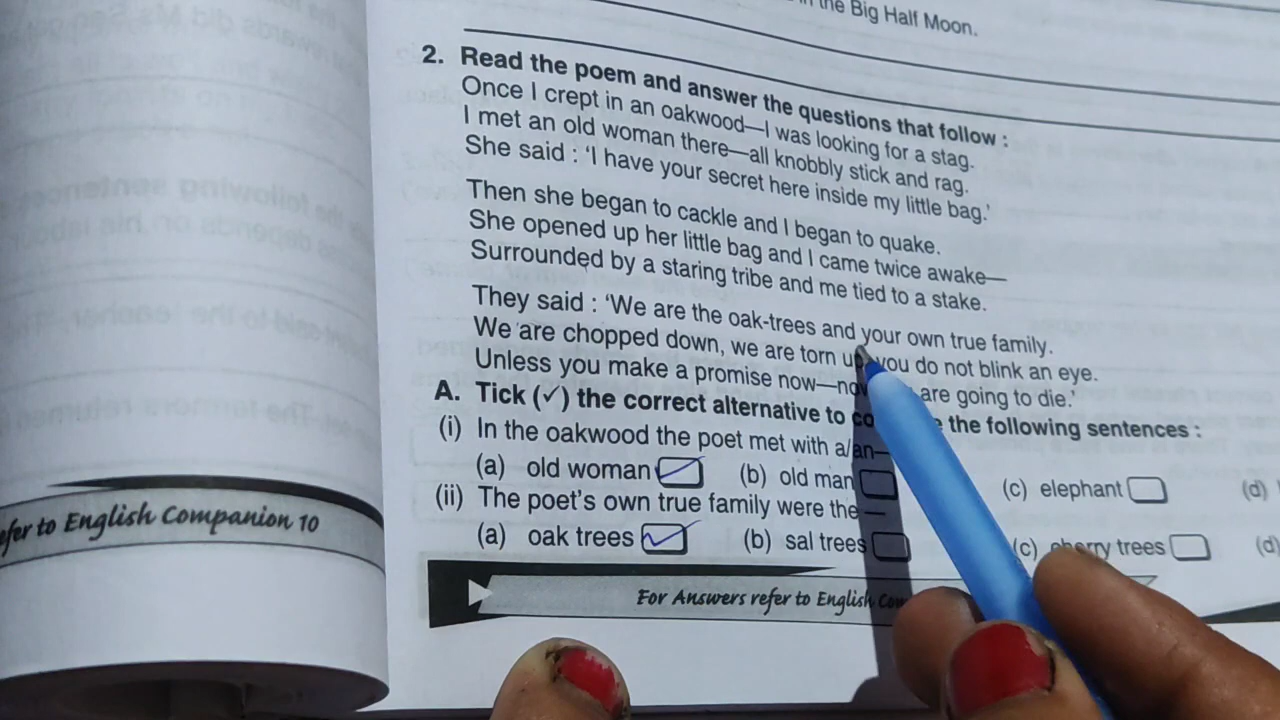 the Big Half Moon.
2. Read the poem and answer the questions that follow :
Once I crept in an oakwood—I was looking for a stag.
I met an old woman there—all knobbly stick and rag.
She said : 'I have your secret here inside my little bag.'
Then she began to cackle and I began to quake.
She opened up her little bag and I came twice awake—
Surrounded by a staring tribe and me tied to a stake.
They said : 'We are the oak-trees and your own true family.
We are chopped down, we are torn up, you do not blink an eye.
Unless you make a promise now—now are going to die.'
A. Tick (✓) the correct alternative to the following sentences :
(i) In the oakwood the poet met with a/an—
(a) old woman (b) old man (c) elephant (d)
(ii) The poet's own true family were the —
(a) oak trees (b) sal trees (c) cherry trees (d)
For Answers refer to English
efer to English Companion 10